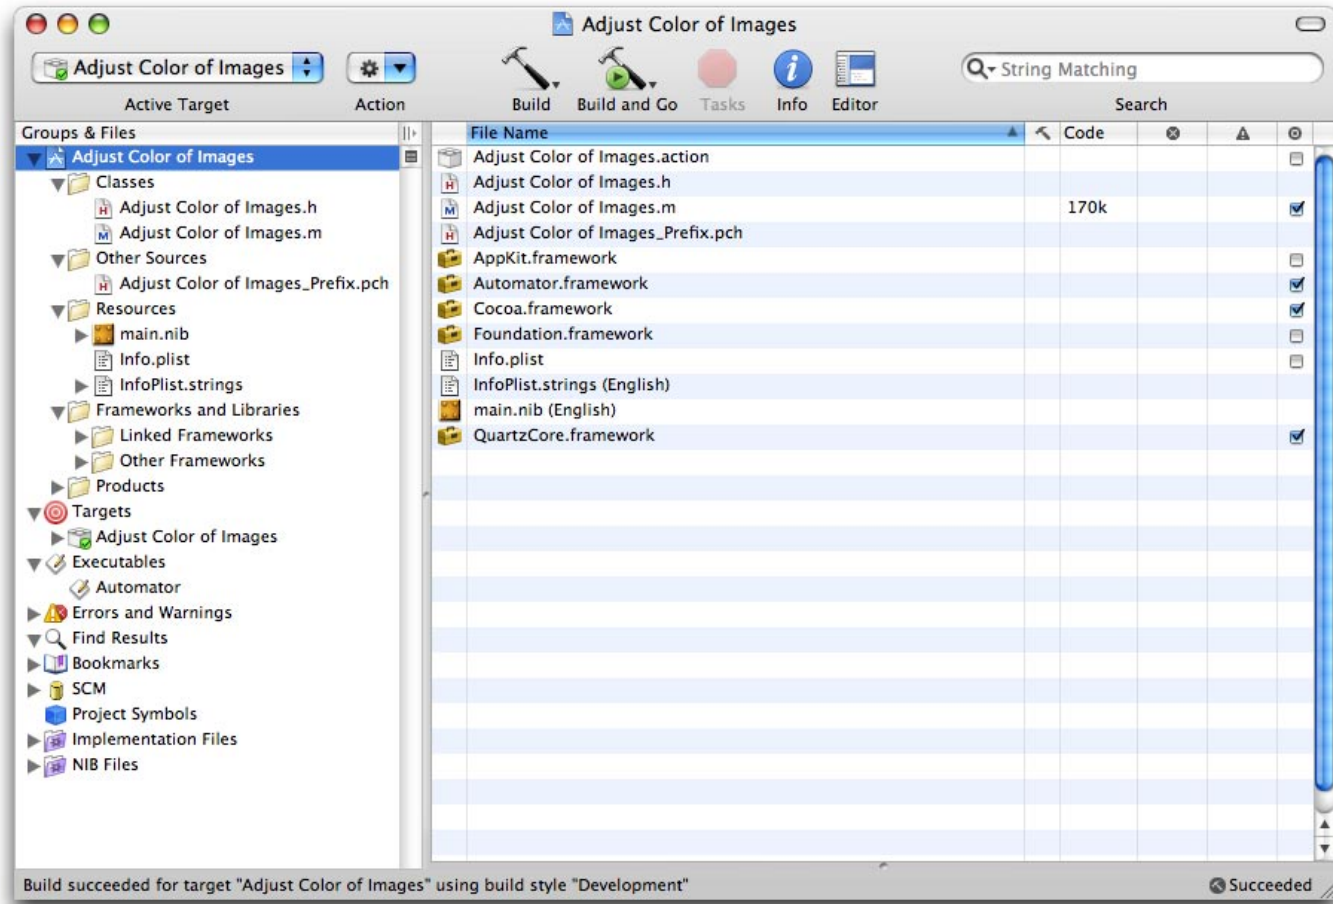 Adjust Color of Images
Adjust Color of Images
String Matching
Active Target Action Build Build and Go Tasks Info Editor Search
Groups & Files
Adjust Color of Images
Classes
Adjust Color of Images.h
Adjust Color of Images.m
Other Sources
Adjust Color of Images_Prefix.pch
Resources
main.nib
Info.plist
InfoPlist.strings
Frameworks and Libraries
Linked Frameworks
Other Frameworks
Products
Targets
Adjust Color of Images
Executables
Automator
Errors and Warnings
Find Results
Bookmarks
SCM
Project Symbols
Implementation Files
NIB Files
File Name Code
Adjust Color of Images.action
Adjust Color of Images.h
Adjust Color of Images.m 170k
Adjust Color of Images_Prefix.pch
AppKit.framework
Automator.framework
Cocoa.framework
Foundation.framework
Info.plist
InfoPlist.strings (English)
main.nib (English)
QuartzCore.framework
Build succeeded for target "Adjust Color of Images" using build style "Development" Succeeded